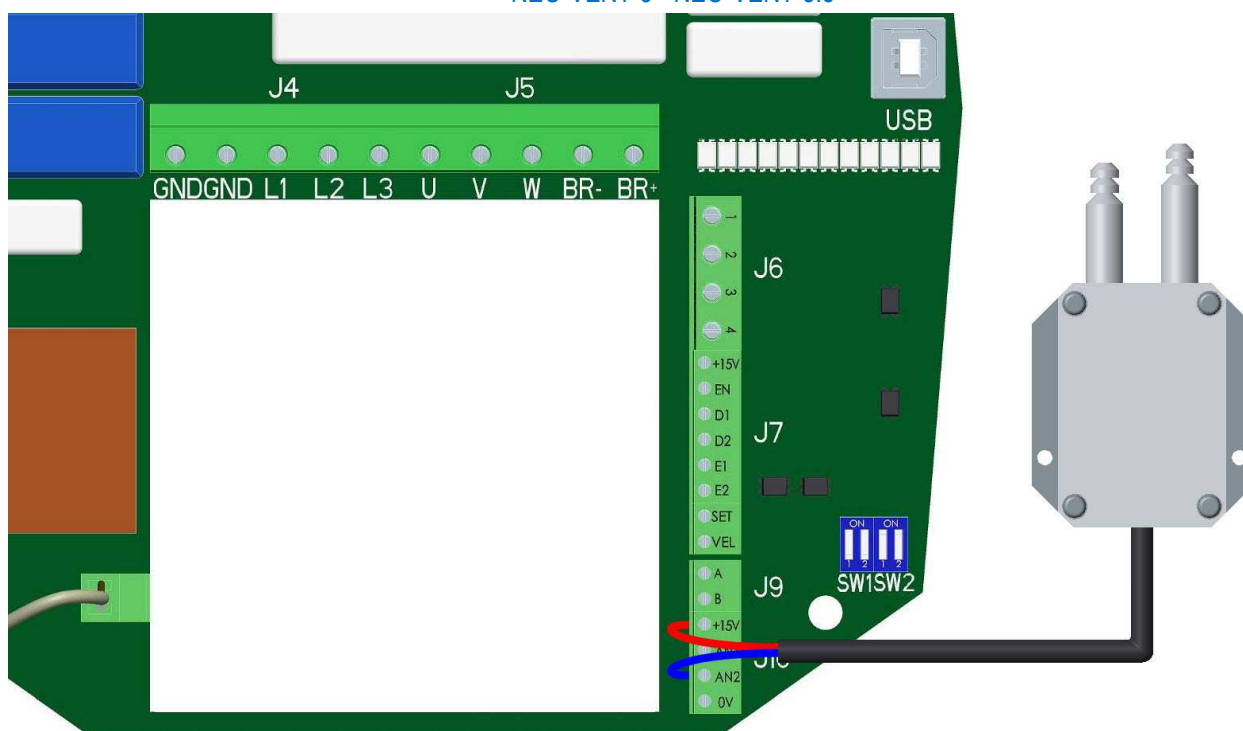 J4 J5
USB
GND GND L1 L2 L3 U V W BR- BR+
1
2
3
4
J6
+15V
EN
D1
D2
E1
E2
SET
VEL
J7
ON ON
1 2 1 2
SW1 SW2
A
B
J9
+15V
AN2
0V